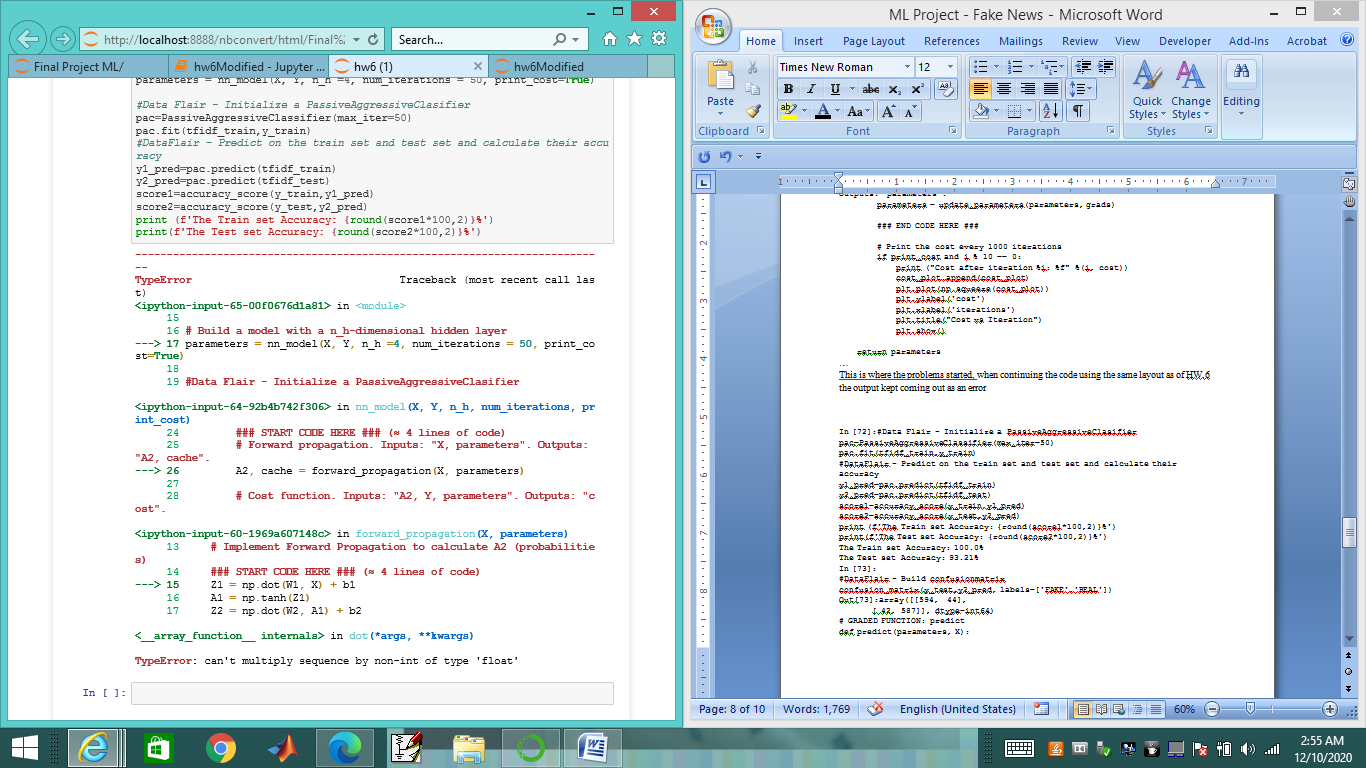 http://localhost:8888/nbconvert/html/Final%
Search...
Final Project ML/
hw6Modified - Jupyter ...
hw6 (1)
hw6Modified
parameters = nn_model(X, Y, n_h =4, num_iterations = 50, print_cost=True)
#Data Flair - Initialize a PassiveAggressiveClasifier
pac=PassiveAggressiveClassifier(max_iter=50)
pac.fit(tfidf_train,y_train)
#DataFlair - Predict on the train set and test set and calculate their accu
racy
y1_pred=pac.predict(tfidf_train)
y2_pred=pac.predict(tfidf_test)
score1=accuracy_score(y_train,y1_pred)
score2=accuracy_score(y_test,y2_pred)
print (f'The Train set Accuracy: {round(score1*100,2)}%')
print(f'The Test set Accuracy: {round(score2*100,2)}%')
---------------------------------------------------------------------------
--
TypeError                                 Traceback (most recent call las
t)
<ipython-input-65-00f0676d1a81> in <module>
15
16 # Build a model with a n_h-dimensional hidden layer
---> 17 parameters = nn_model(X, Y, n_h =4, num_iterations = 50, print_co
st=True)
18
19 #Data Flair - Initialize a PassiveAggressiveClasifier
<ipython-input-64-92b4b742f306> in nn_model(X, Y, n_h, num_iterations, pr
int_cost)
24         ### START CODE HERE ### (≈ 4 lines of code)
25         # Forward propagation. Inputs: "X, parameters". Outputs:
"A2, cache".
---> 26         A2, cache = forward_propagation(X, parameters)
27
28         # Cost function. Inputs: "A2, Y, parameters". Outputs: "c
ost".
<ipython-input-60-1969a607148c> in forward_propagation(X, parameters)
13     # Implement Forward Propagation to calculate A2 (probabilitie
s)
14     ### START CODE HERE ### (≈ 4 lines of code)
---> 15     Z1 = np.dot(W1, X) + b1
16     A1 = np.tanh(Z1)
17     Z2 = np.dot(W2, A1) + b2
<__array_function__ internals> in dot(*args, **kwargs)
TypeError: can't multiply sequence by non-int of type 'float'
In [ ]:
ML Project - Fake News - Microsoft Word
Home Insert Page Layout References Mailings Review View Developer Add-Ins Acrobat
Times New Roman 12
Paste
B I U abc x₂ x²
Aa A A
Quick Styles
Change Styles
Editing
Clipboard Font Paragraph Styles
1 1 2 3 4 5 6 7
parameters = update_parameters(parameters, grads)
### END CODE HERE ###
# Print the cost every 1000 iterations
if print_cost and i % 10 == 0:
print ("Cost after iteration %i: %f" %(i, cost))
cost_plot.append(cost_plot)
plt.plot(np.squeeze(cost_plot))
plt.ylabel('cost')
plt.xlabel('iterations')
plt.title("Cost vs Iteration")
plt.show()
return parameters
...
This is where the problems started, when continuing the code using the same layout as of HW 6
the output kept coming out as an error
In [72]:#Data Flair - Initialize a PassiveAggressiveClasifier
pac=PassiveAggressiveClassifier(max_iter=50)
pac.fit(tfidf_train,y_train)
#DataFlair - Predict on the train set and test set and calculate their
accuracy
y1_pred=pac.predict(tfidf_train)
y2_pred=pac.predict(tfidf_test)
score1=accuracy_score(y_train,y1_pred)
score2=accuracy_score(y_test,y2_pred)
print (f'The Train set Accuracy: {round(score1*100,2)}%')
print(f'The Test set Accuracy: {round(score2*100,2)}%')
The Train set Accuracy: 100.0%
The Test set Accuracy: 93.21%
In [73]:
#DataFlair - Build confusionmatrix
confusion_matrix(y_test,y2_pred, labels=['FAKE','REAL'])
Out[73]:array([[594, 44],
[ 42, 587]], dtype=int64)
# GRADED FUNCTION: predict
def predict(parameters, X):
Page: 8 of 10 Words: 1,769 English (United States) 60%
2:55 AM
12/10/2020